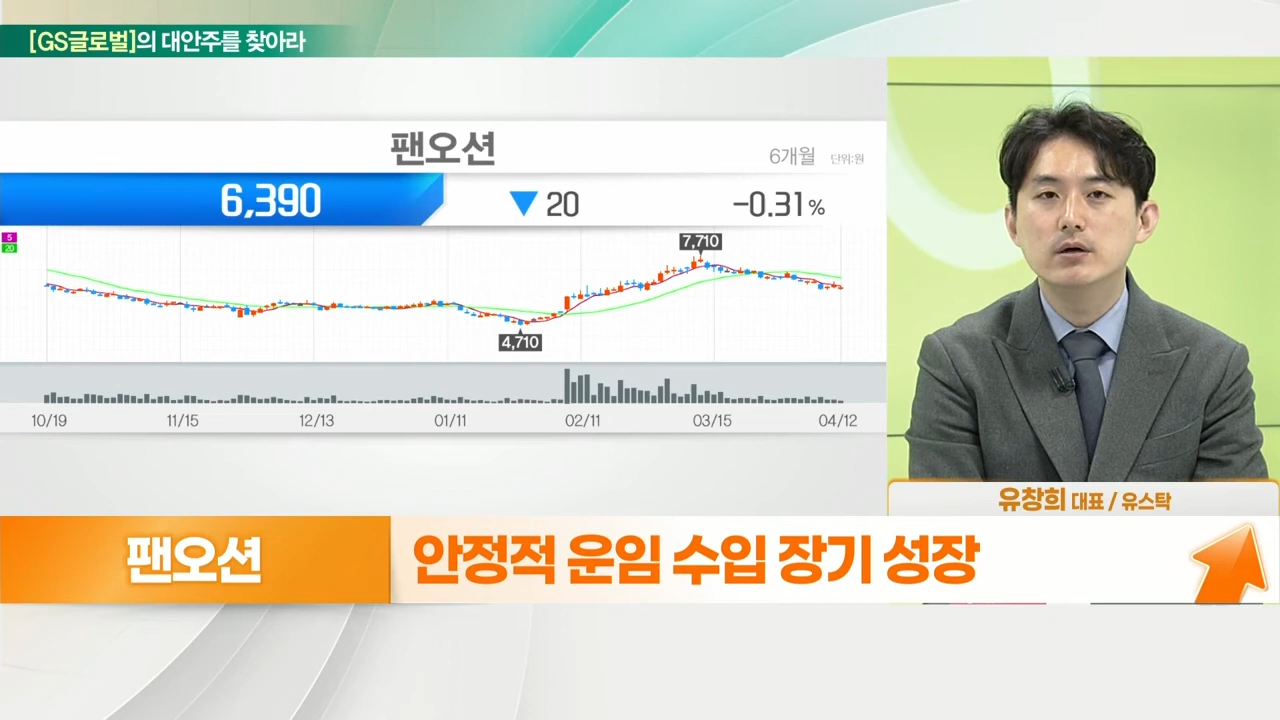 [GS글로벌]의 대안주를 찾아라
팬오션
6개월 단위:원
6,390 ▼ 20 -0.31%
5
20
7,710
4,710
10/19 11/15 12/13 01/11 02/11 03/15 04/12
유창희 대표 / 유스탁
팬오션 안정적 운임 수입 장기 성장